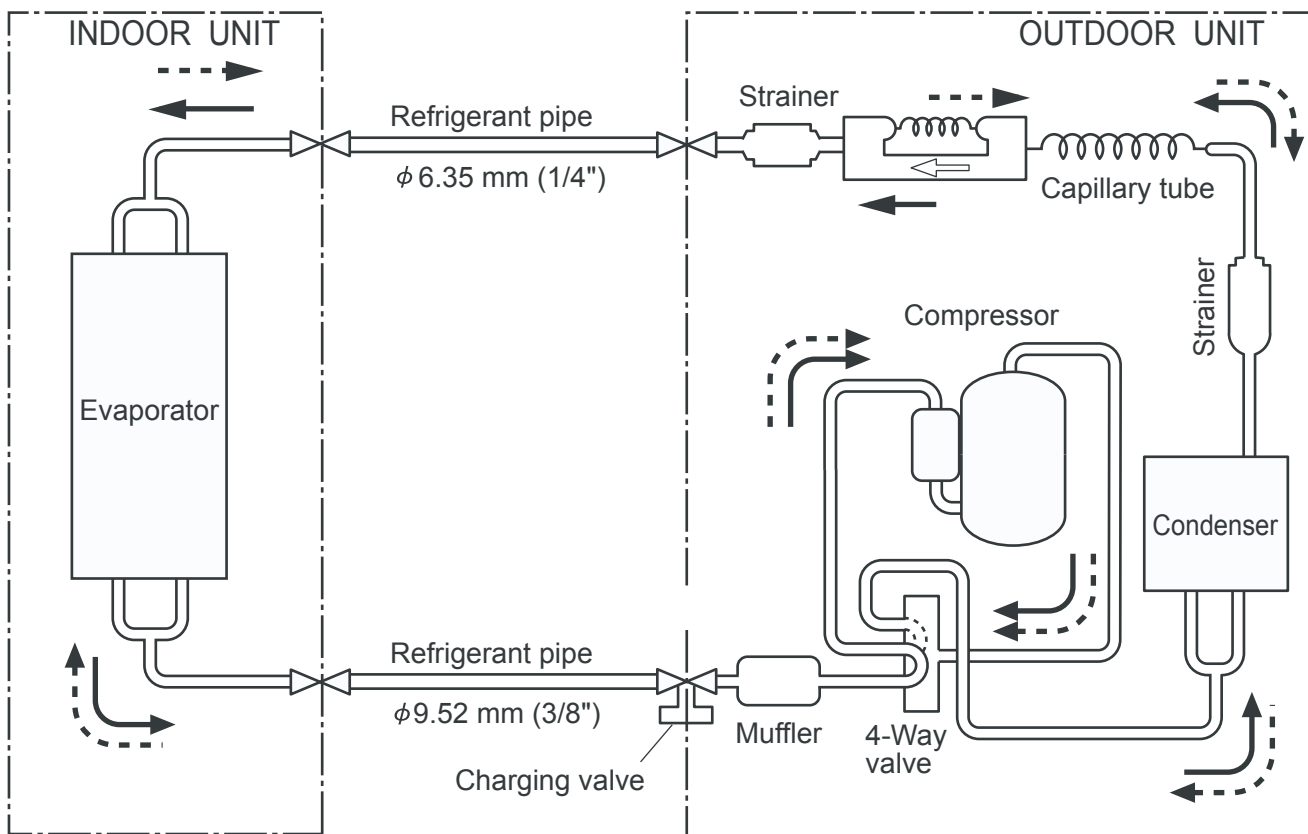 INDOOR UNIT
OUTDOOR UNIT
Strainer
Refrigerant pipe
ϕ 6.35 mm (1/4")
Capillary tube
Strainer
Compressor
Evaporator
Condenser
Refrigerant pipe
ϕ9.52 mm (3/8")
Muffler
4-Way
valve
Charging valve